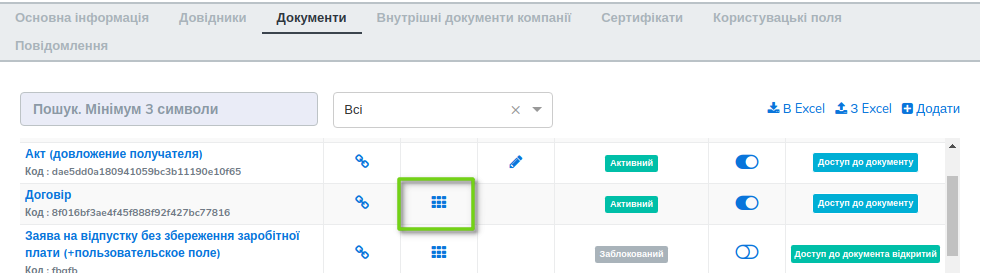 Основна інформація Довідники Документи Внутрішні документи компанії Сертифікати Користувацькі поля
Повідомлення
Пошук. Мінімум 3 символи Всі В Excel З Excel Додати
Акт (довложение получателя)
Код : dae5dd0a180941059bc3b11190e10f65 Активний Доступ до документу
Договір
Код : 8f016bf3ae4f45f888f92f427bc77816 Активний Доступ до документу
Заява на відпустку без збереження заробітної
плати (+пользовательское поле) Заблокований Доступ до документа відкритий
Код : fbgfb